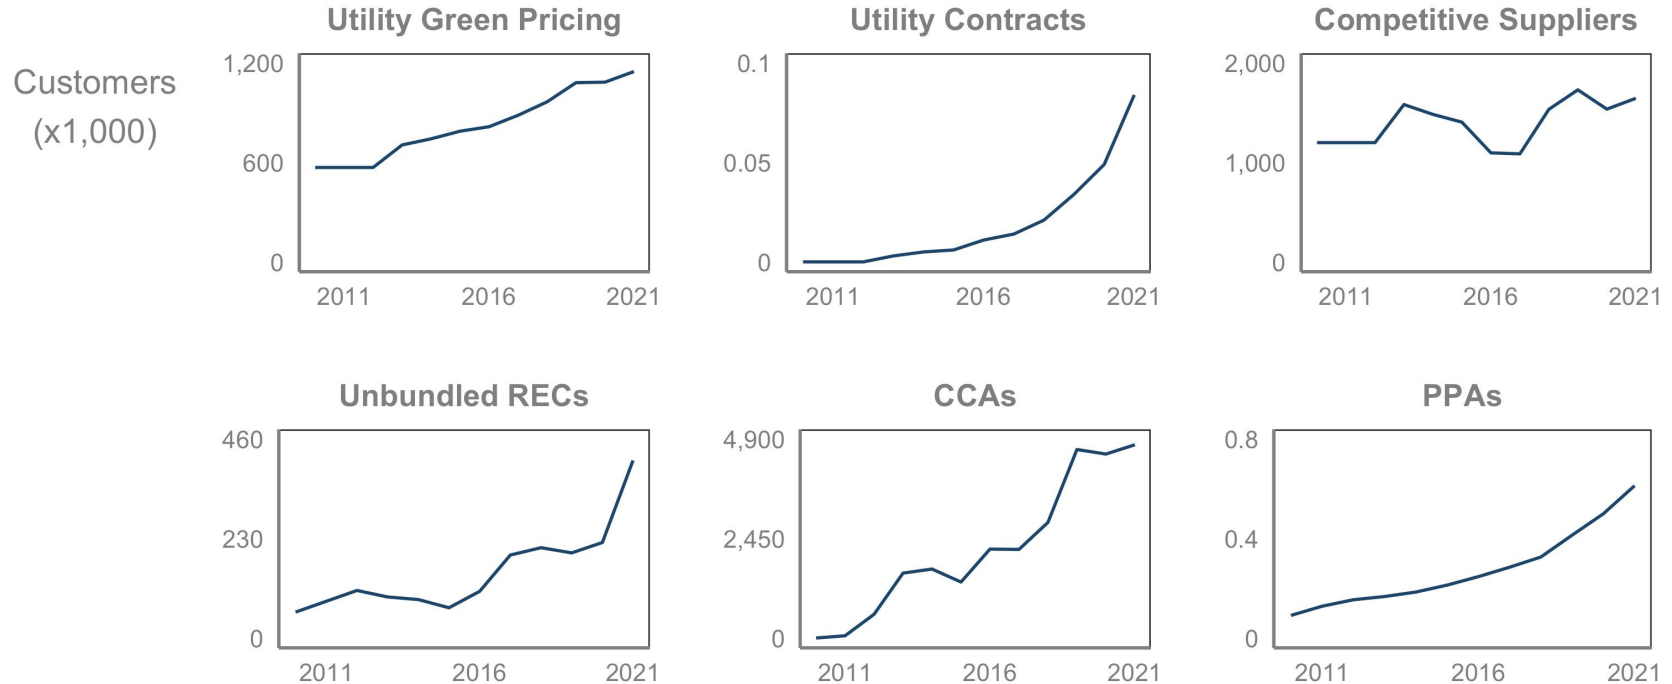 Utility Green Pricing
Utility Contracts
Competitive Suppliers
Customers
(x1,000)
1,200
600
0
2011 2016 2021
0.1
0.05
0
2011 2016 2021
2,000
1,000
0
2011 2016 2021
Unbundled RECs
CCAs
PPAs
460
230
0
2011 2016 2021
4,900
2,450
0
2011 2016 2021
0.8
0.4
0
2011 2016 2021